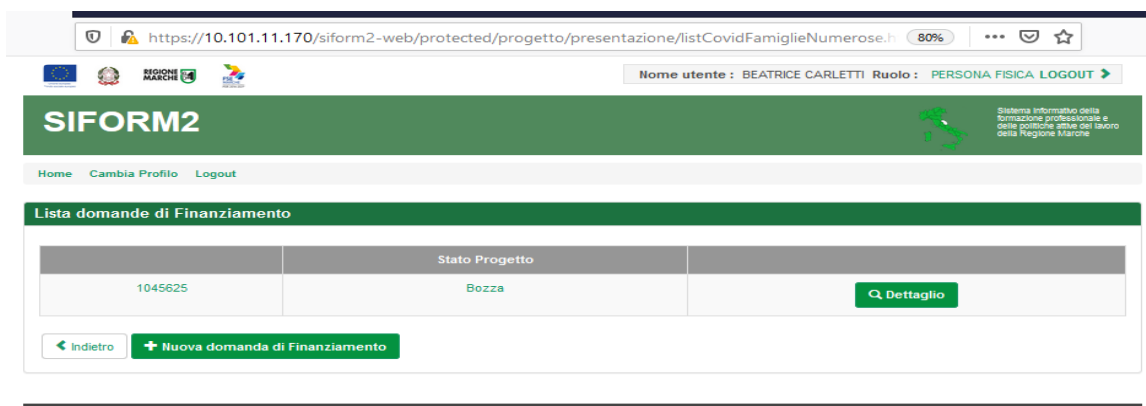 https://10.101.11.170/siform2-web/protected/progetto/presentazione/listCovidFamiglieNumerose.h 80%
REGIONE MARCHE Nome utente : BEATRICE CARLETTI Ruolo : PERSONA FISICA LOGOUT
SIFORM2
Sistema Informativo della
formazione professionale e
delle politiche attive del lavoro
della Regione Marche
Home Cambia Profilo Logout
Lista domande di Finanziamento
Stato Progetto
1045625 Bozza Dettaglio
Indietro Nuova domanda di Finanziamento